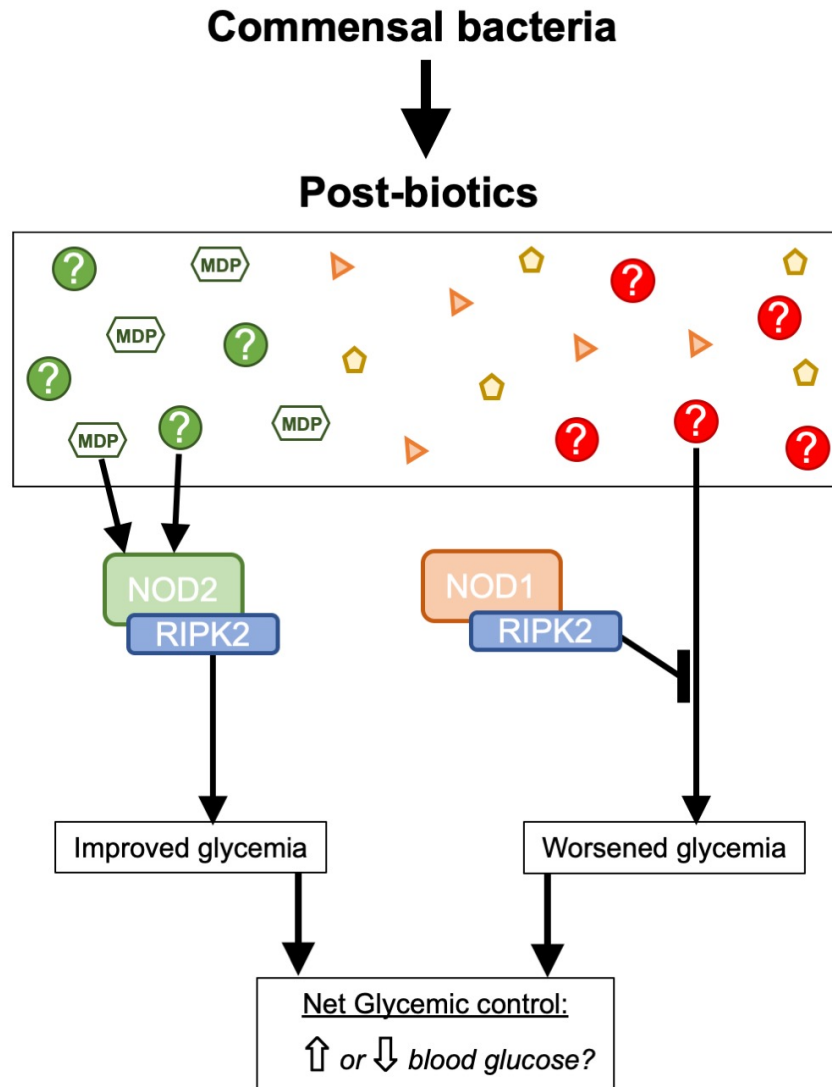 Commensal bacteria
Post-biotics
? MDP ? ?
MDP ?
?
MDP ? MDP ? ? ?
NOD2 NOD1
RIPK2 RIPK2
Improved glycemia Worsened glycemia
Net Glycemic control:
⇧ or ⇩ blood glucose?